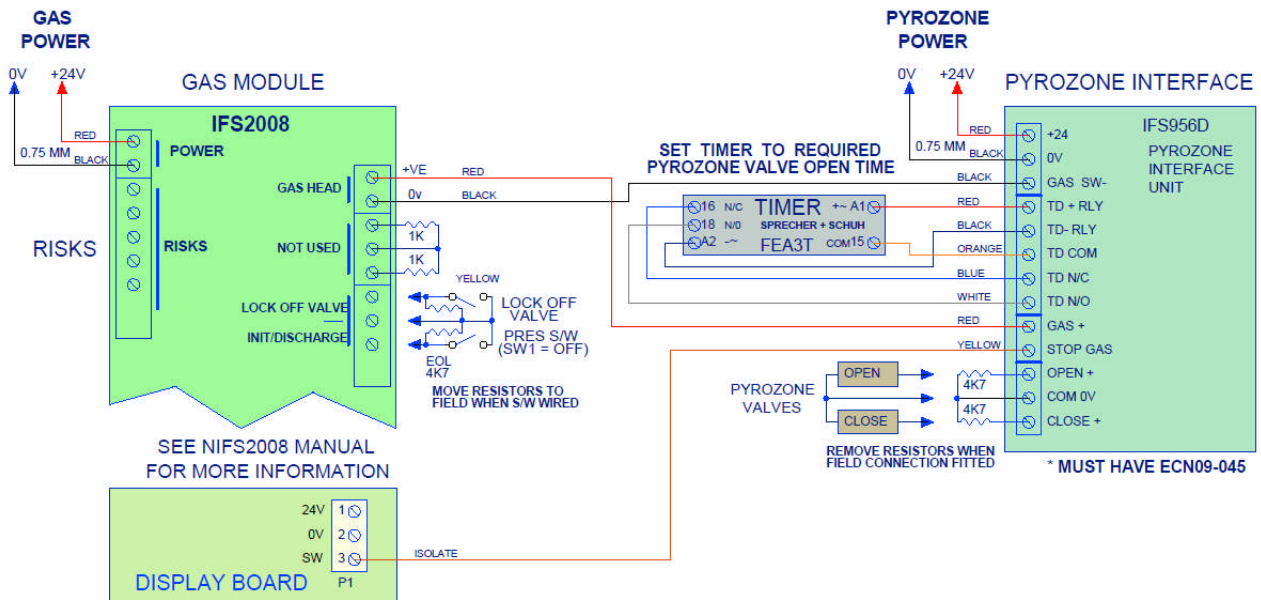 GAS
POWER
0V +24V
GAS MODULE
IFS2008
RED
0.75 MM BLACK
POWER
RISKS
RISKS
GAS HEAD
+VE RED
0v BLACK
NOT USED
1K
1K
LOCK OFF VALVE
INIT/DISCHARGE
YELLOW
LOCK OFF
VALVE
PRES S/W
(SW1 = OFF)
EOL
4K7
MOVE RESISTORS TO
FIELD WHEN S/W WIRED
SEE NIFS2008 MANUAL
FOR MORE INFORMATION
24V 1
0V 2
SW 3
P1
DISPLAY BOARD
ISOLATE
SET TIMER TO REQUIRED
PYROZONE VALVE OPEN TIME
16 N/C TIMER +~ A1
18 N/0 SPRECHER + SCHUH
A2 -~ FEA3T COM 15
PYROZONE
POWER
0V +24V
PYROZONE INTERFACE
IFS956D
PYROZONE
INTERFACE
UNIT
RED +24
0.75 MM BLACK 0V
BLACK GAS SW-
RED TD + RLY
BLACK TD- RLY
ORANGE TD COM
BLUE TD N/C
WHITE TD N/O
RED GAS +
YELLOW STOP GAS
OPEN +
4K7
COM 0V
4K7
CLOSE +
PYROZONE
VALVES
OPEN
CLOSE
REMOVE RESISTORS WHEN
FIELD CONNECTION FITTED
* MUST HAVE ECN09-045